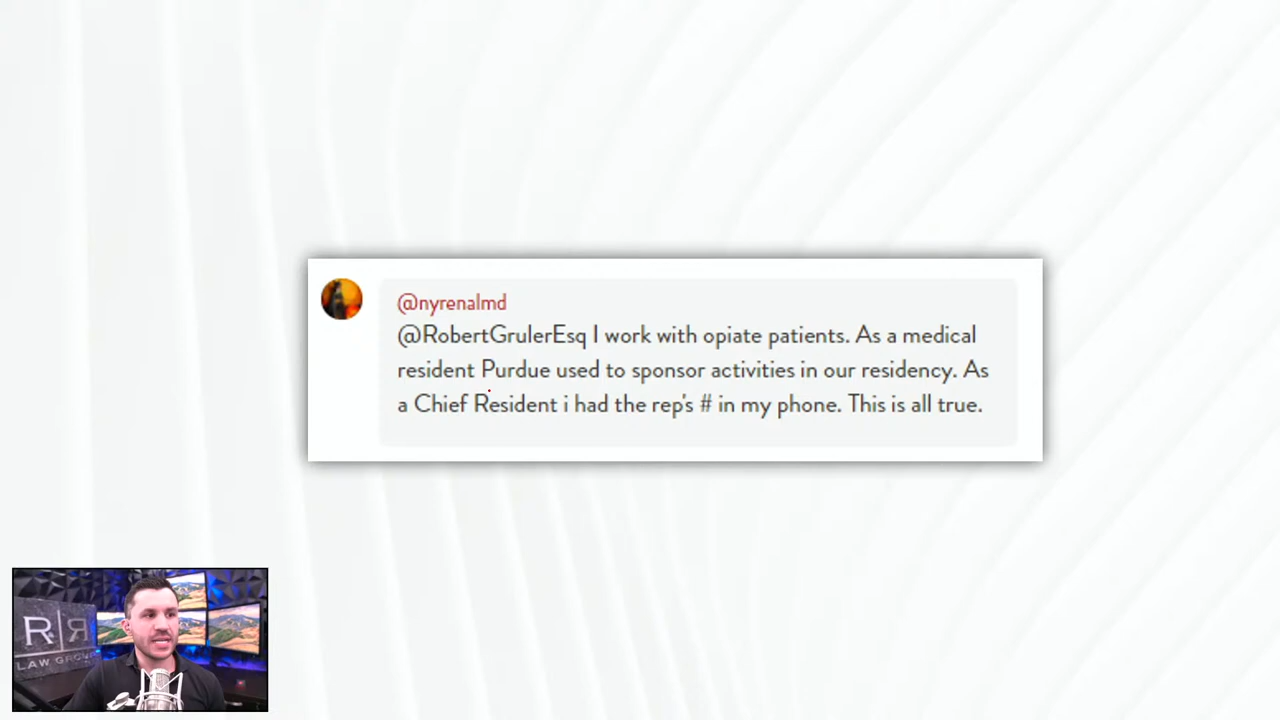 @nyrenalmd
@RobertGrulerEsq I work with opiate patients. As a medical
resident Purdue used to sponsor activities in our residency. As
a Chief Resident i had the rep's # in my phone. This is all true.
R|R
LAW GROUP